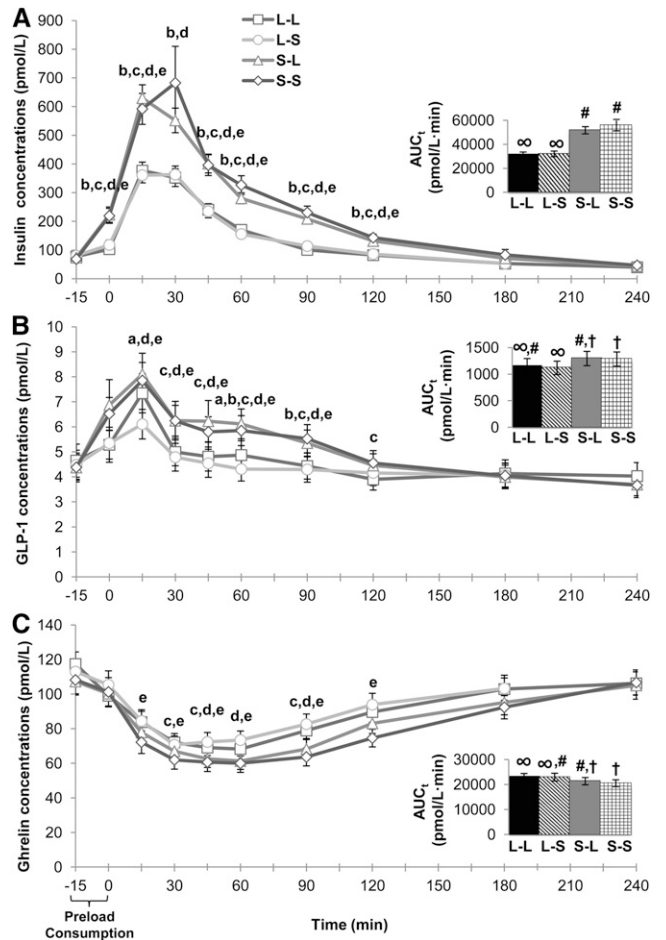 A
Insulin concentrations (pmol/L)
900
800
700
600
500
400
300
200
100
0
L-L
L-S
S-L
S-S
b,d
b,c,d,e
b,c,d,e
b,c,d,e
b,c,d,e
b,c,d,e
b,c,d,e
AUCt
(pmol/L·min)
60000
40000
20000
0
∞ ∞ # #
L-L L-S S-L S-S
-15 0 30 60 90 120 150 180 210 240
B
GLP-1 concentrations (pmol/L)
10
9
8
7
6
5
4
3
2
1
0
a,d,e
c,d,e
c,d,e
a,b,c,d,e
b,c,d,e
c
AUCt
(pmol/L·min)
1500
1000
500
0
∞,# ∞ #,† †
L-L L-S S-L S-S
-15 0 30 60 90 120 150 180 210 240
C
Ghrelin concentrations (pmol/L)
140
120
100
80
60
40
20
0
e
c,e
c,d,e
d,e
c,d,e
e
AUCt
(pmol/L·min)
30000
20000
10000
0
∞ ∞,# #,† †
L-L L-S S-L S-S
-15 0 30 60 90 120 150 180 210 240
Preload
Consumption
Time (min)